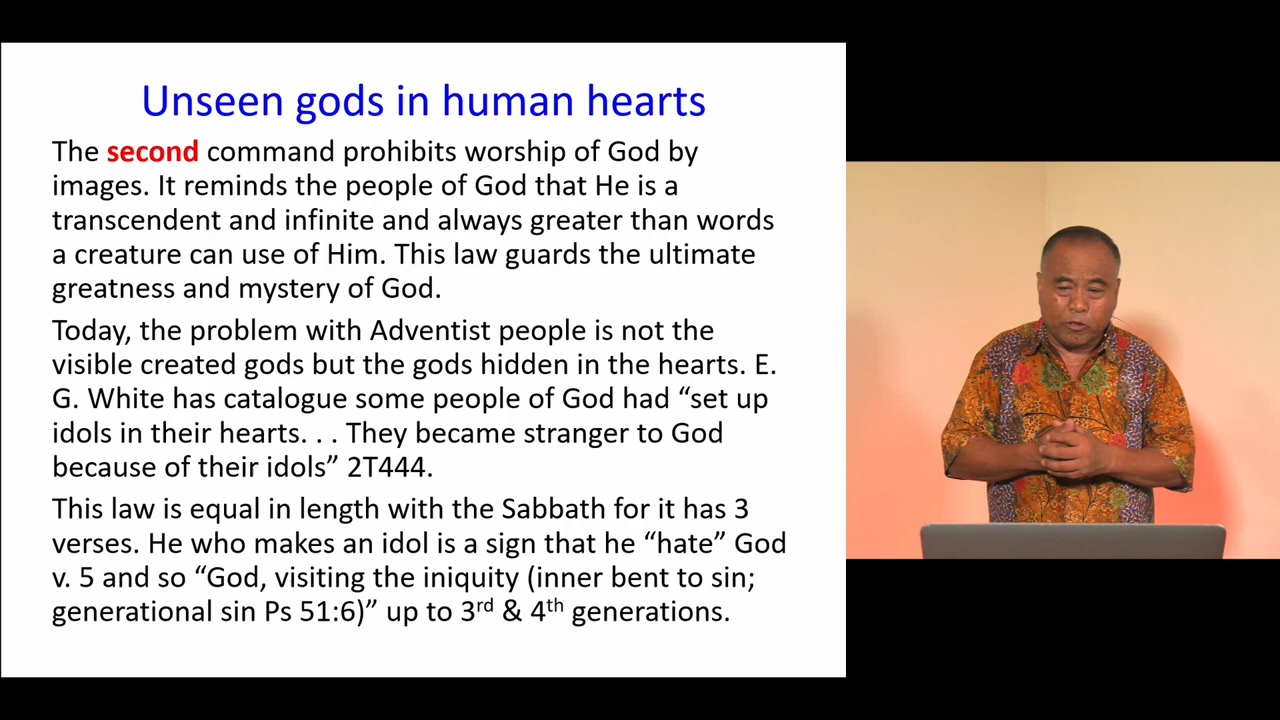 Unseen gods in human hearts
The second command prohibits worship of God by
images. It reminds the people of God that He is a
transcendent and infinite and always greater than words
a creature can use of Him. This law guards the ultimate
greatness and mystery of God.
Today, the problem with Adventist people is not the
visible created gods but the gods hidden in the hearts. E.
G. White has catalogue some people of God had “set up
idols in their hearts. . . They became stranger to God
because of their idols” 2T444.
This law is equal in length with the Sabbath for it has 3
verses. He who makes an idol is a sign that he “hate” God
v. 5 and so “God, visiting the iniquity (inner bent to sin;
generational sin Ps 51:6)” up to 3rd & 4th generations.